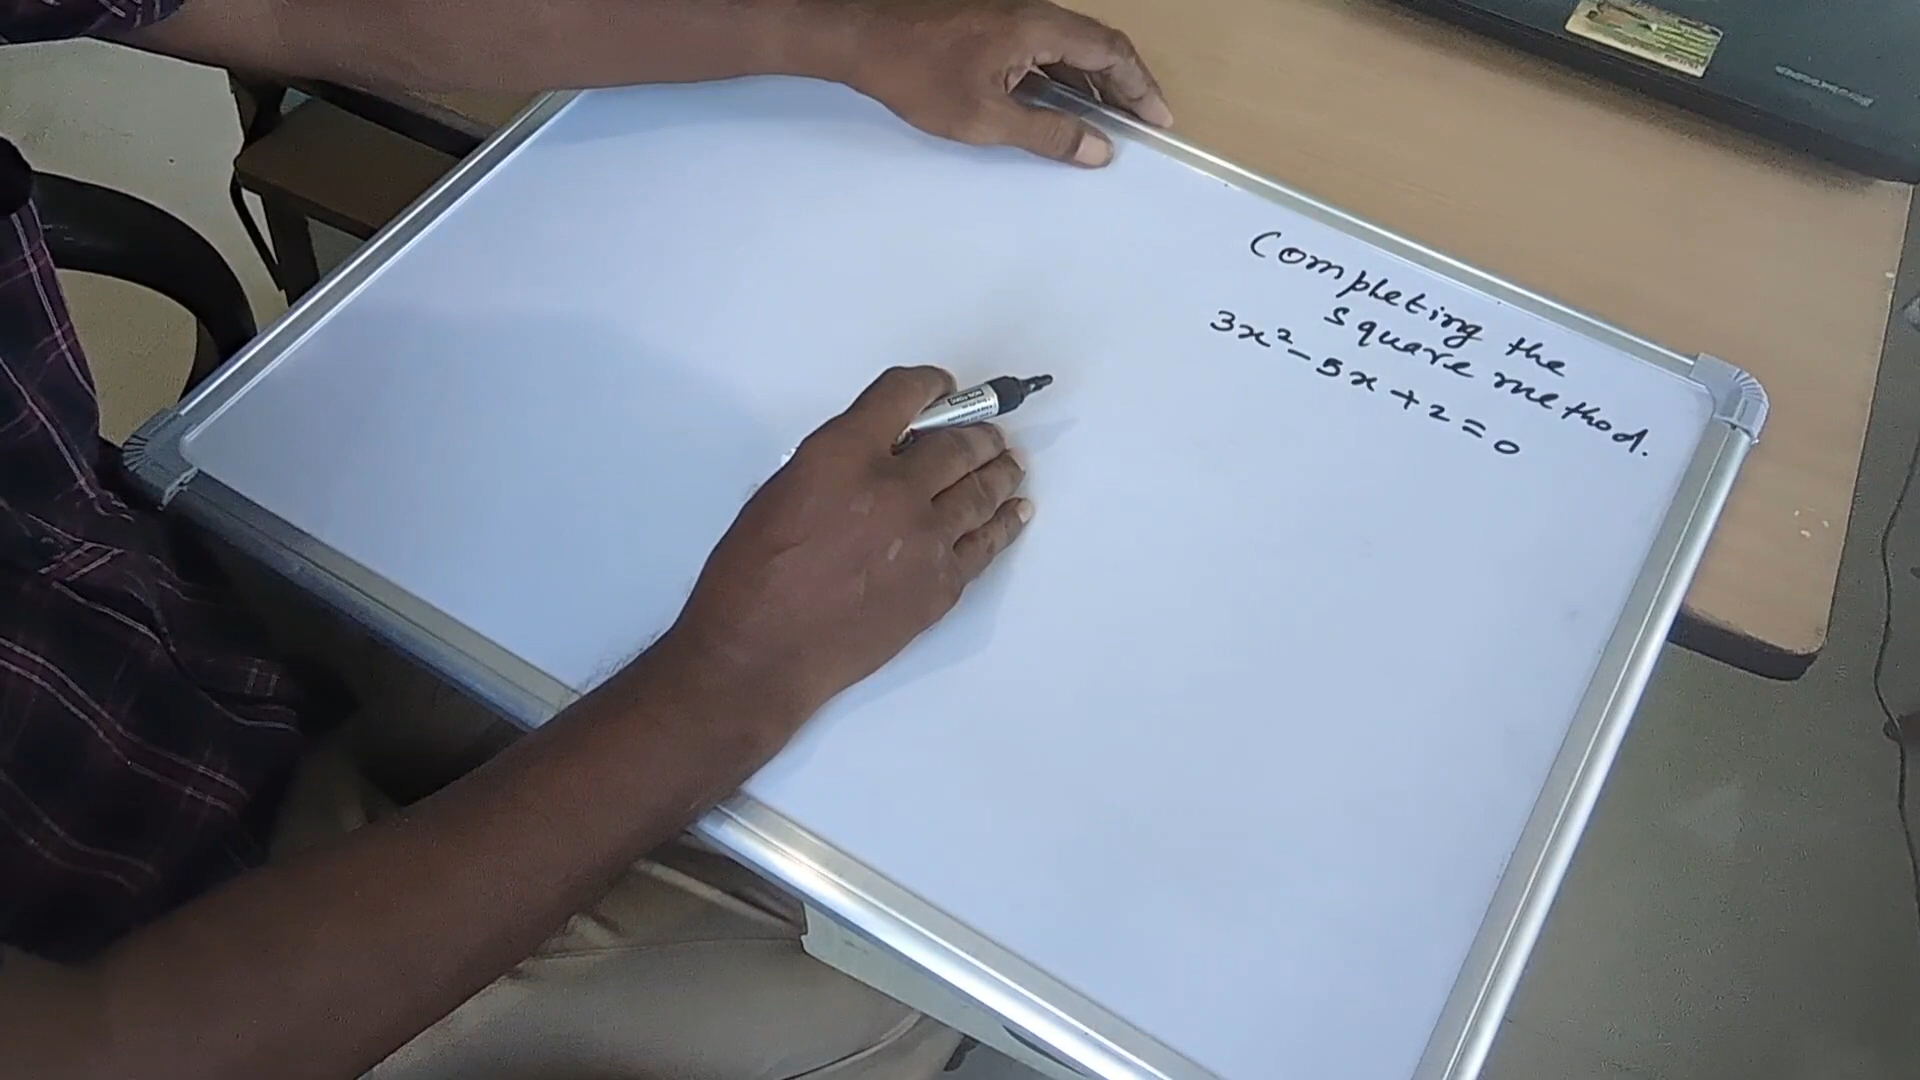 Completing the
square method.
3x² - 5x + 2 = 0